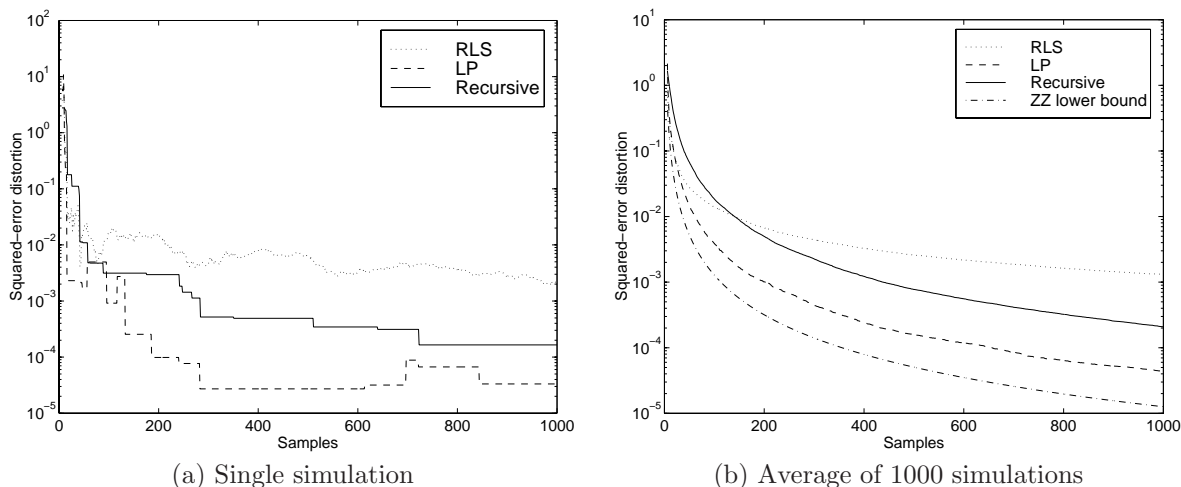 10^2
10^1
10^0
10^-1
10^-2
10^-3
10^-4
10^-5
Squared-error distortion
0 200 400 600 800 1000
Samples
RLS
LP
Recursive
(a) Single simulation
10^1
10^0
10^-1
10^-2
10^-3
10^-4
10^-5
Squared-error distortion
0 200 400 600 800 1000
Samples
RLS
LP
Recursive
ZZ lower bound
(b) Average of 1000 simulations